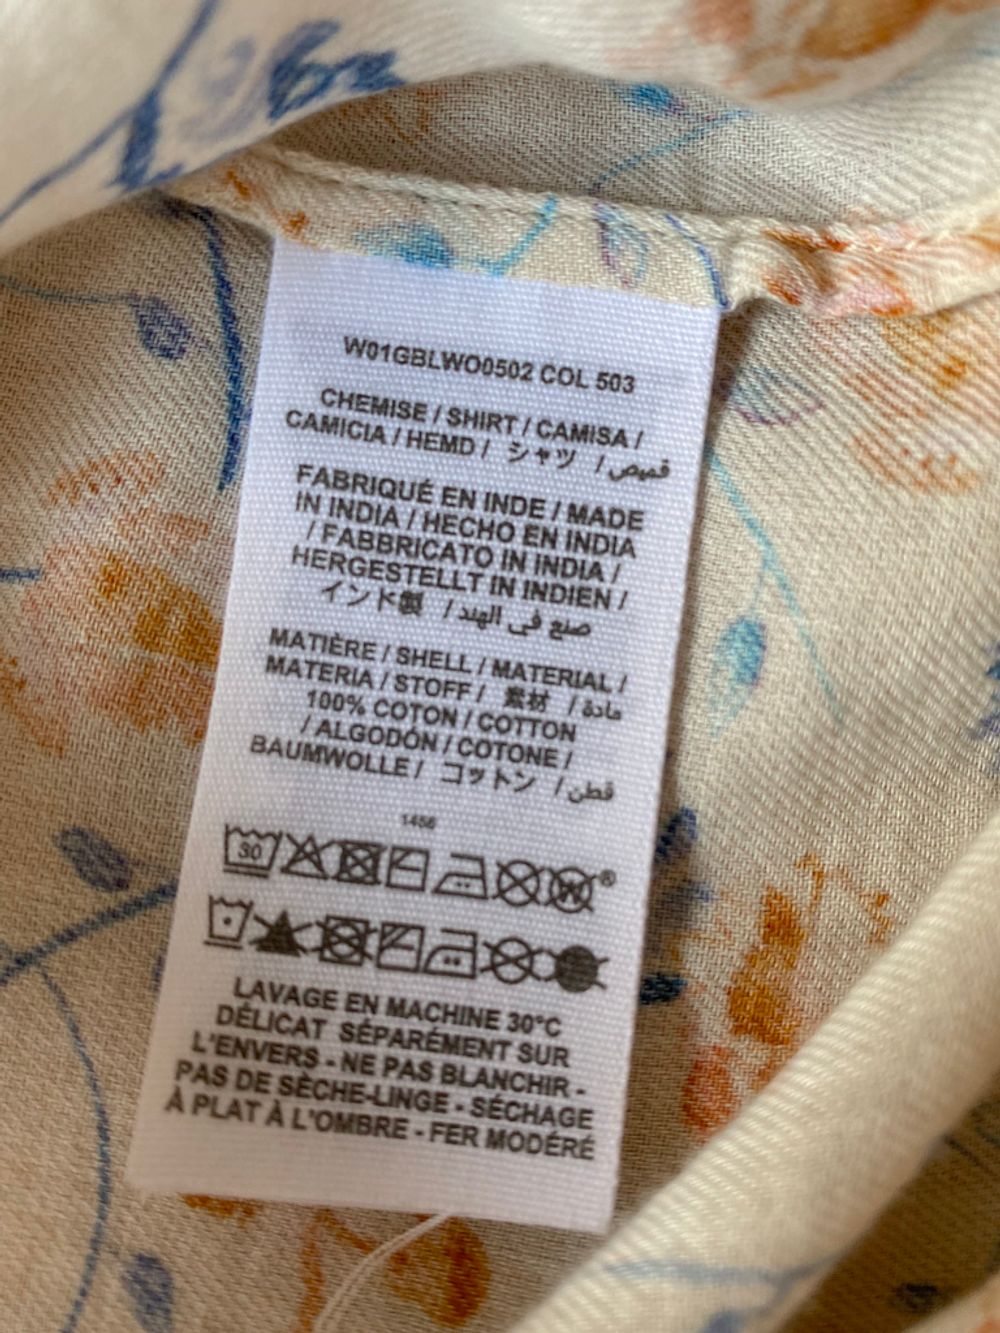 W01GBLWO0502 COL 503
CHEMISE / SHIRT / CAMISA /
CAMICIA / HEMD / シャツ / قميص
FABRIQUÉ EN INDE / MADE
IN INDIA / HECHO EN INDIA
/ FABBRICATO IN INDIA /
HERGESTELLT IN INDIEN /
インド製 / صنع في الهند
MATIÈRE / SHELL / MATERIAL /
MATERIA / STOFF / 素材 / مادة
100% COTON / COTTON
/ ALGODÓN / COTONE /
BAUMWOLLE / コットン / قطن
1456
30 W ®
LAVAGE EN MACHINE 30°C
DÉLICAT SÉPARÉMENT SUR
L'ENVERS - NE PAS BLANCHIR -
PAS DE SÈCHE-LINGE - SÉCHAGE
À PLAT À L'OMBRE - FER MODÉRÉ